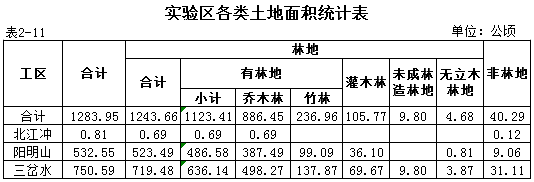 实验区各类土地面积统计表
表2-11 单位：公顷
工区 合计 林地 非林地
合计 有林地 灌木林 未成林造林地 无立木林地
小计 乔木林 竹林
合计 1283.95 1243.66 1123.41 886.45 236.96 105.77 9.80 4.68 40.29
北江冲 0.81 0.69 0.69 0.69 0.12
阳明山 532.55 523.49 486.58 387.49 99.09 36.10 0.81 9.06
三岔水 750.59 719.48 636.14 498.27 137.87 69.67 9.80 3.87 31.11